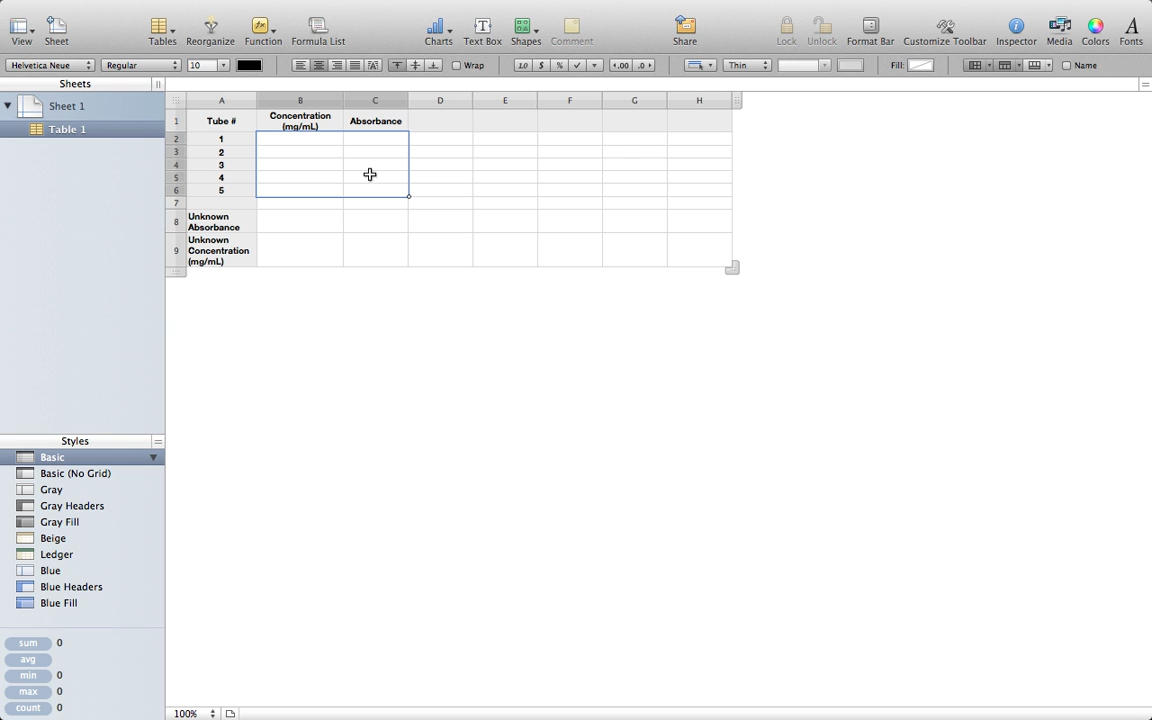 View Sheet Tables Reorganize Function Formula List Charts Text Box Shapes Comment Share Lock Unlock Format Bar Customize Toolbar Inspector Media Colors Fonts
Helvetica Neue Regular 10 Wrap 1.0 $ % .00 .0 Thin Fill: Name
Sheets
Sheet 1
Table 1
Styles
Basic
Basic (No Grid)
Gray
Gray Headers
Gray Fill
Beige
Ledger
Blue
Blue Headers
Blue Fill
sum 0
avg
min 0
max 0
count 0
A B C D E F G H
1 Tube # Concentration (mg/mL) Absorbance
2 1
3 2
4 3
5 4
6 5
7
8 Unknown
Absorbance
9 Unknown
Concentration
(mg/mL)
100%